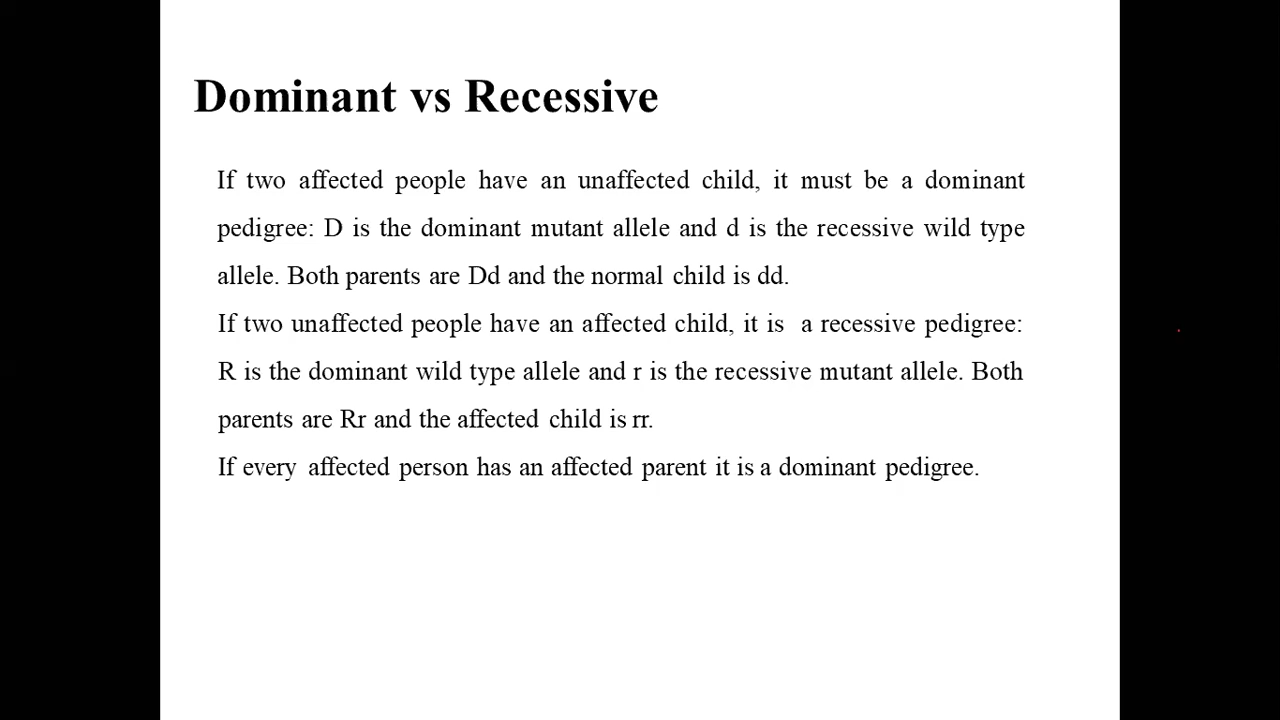 Dominant vs Recessive
If two affected people have an unaffected child, it must be a dominant
pedigree: D is the dominant mutant allele and d is the recessive wild type
allele. Both parents are Dd and the normal child is dd.
If two unaffected people have an affected child, it is a recessive pedigree:
R is the dominant wild type allele and r is the recessive mutant allele. Both
parents are Rr and the affected child is rr.
If every affected person has an affected parent it is a dominant pedigree.